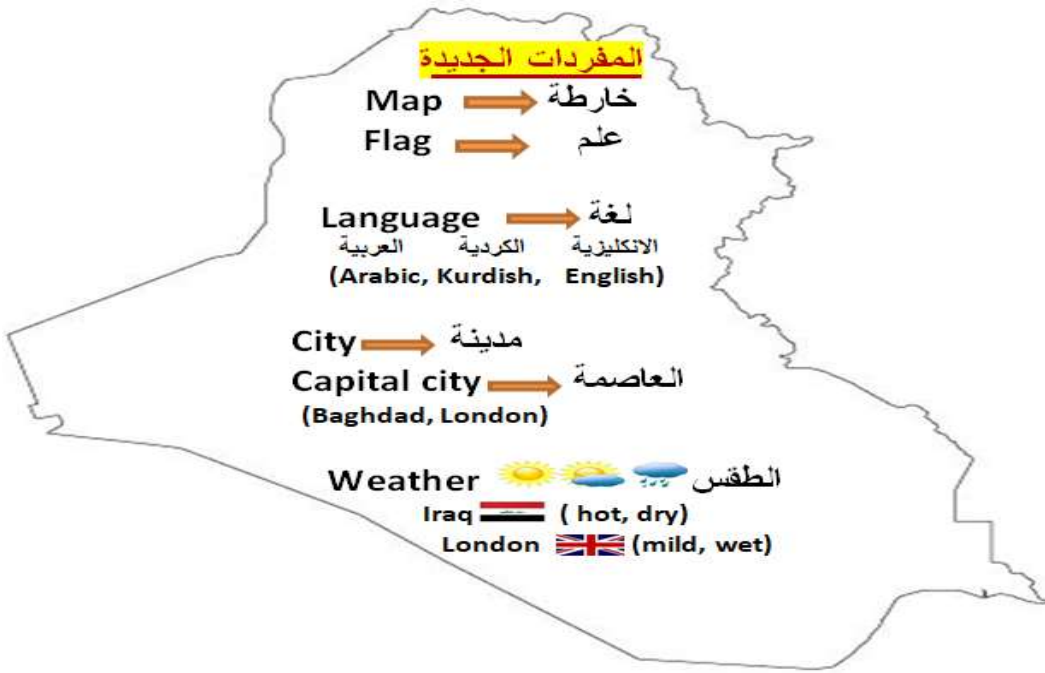 المفردات الجديدة
Map خارطة
Flag علم
Language لغة
العربية الكردية الانكليزية
(Arabic, Kurdish, English)
City مدينة
Capital city العاصمة
(Baghdad, London)
Weather الطقس
Iraq ( hot, dry)
London (mild, wet)